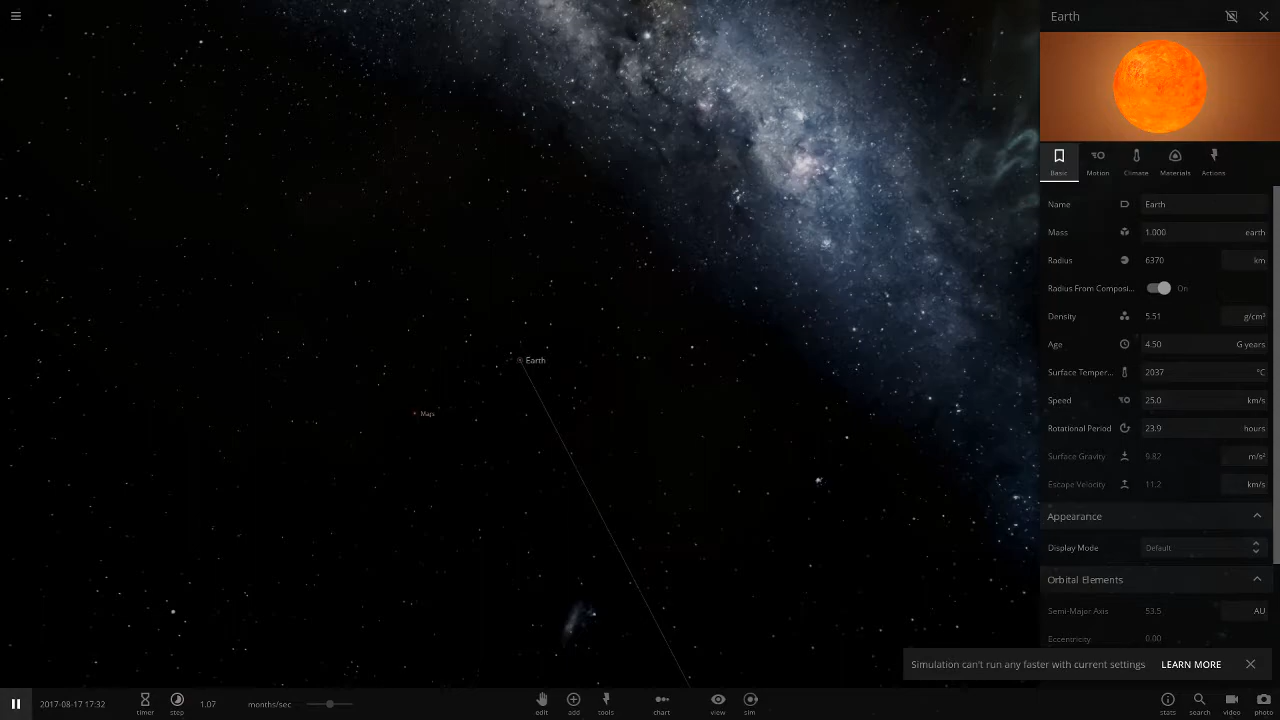 Earth
Basic
Motion
Climate
Materials
Actions
Name Earth
Mass 1.000 earth
Radius 6370 km
Radius From Composi... On
Density 5.51 g/cm³
Age 4.50 G years
Surface Temper... 2037 °C
Speed 25.0 km/s
Rotational Period 23.9 hours
Surface Gravity 9.82 m/s²
Escape Velocity 11.2 km/s
Appearance
Display Mode Default
Orbital Elements
Semi-Major Axis 53.5 AU
Eccentricity 0.00
Earth
Mars
Simulation can't run any faster with current settings LEARN MORE
2017-08-17 17:32
timer
step
1.07 months/sec
edit
add
tools
chart
view
sim
stats
search
video
photo